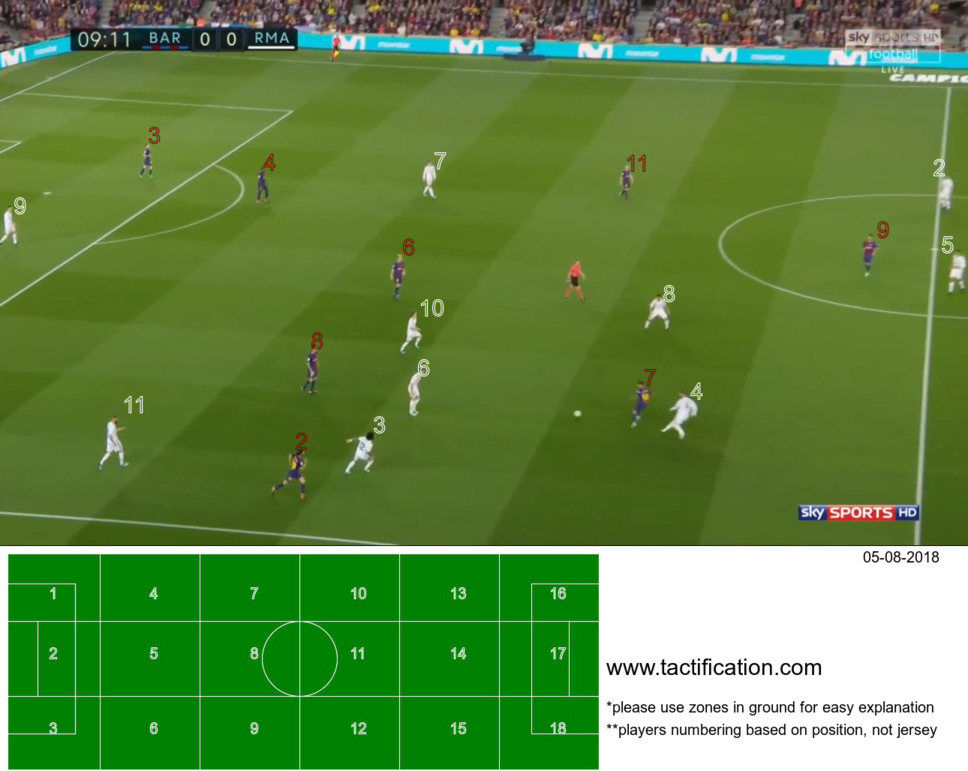 09:11 BAR 0 0 RMA
sky SPORTS HD
football
LIVE
CAMPIO
3
4
7
11
2
9
9
5
6
10
8
8
6
7
4
11
3
2
sky SPORTS HD
05-08-2018
1 4 7 10 13 16
2 5 8 11 14 17
3 6 9 12 15 18
www.tactification.com
*please use zones in ground for easy explanation
**players numbering based on position, not jersey